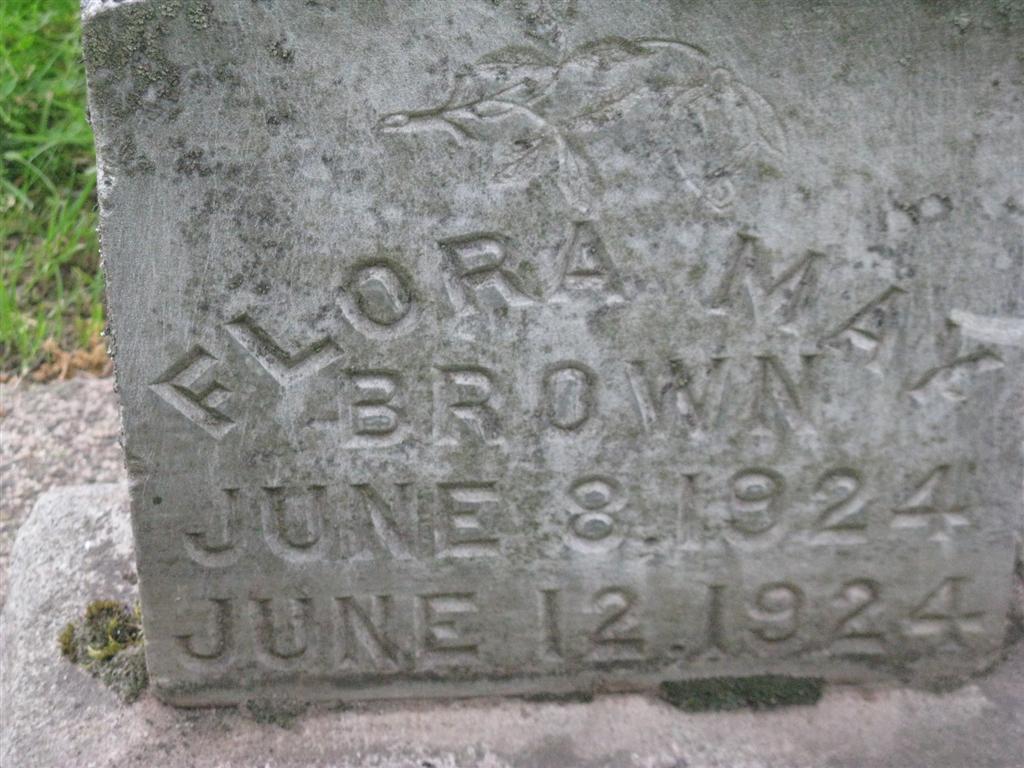 FLORA MAY
BROWN
JUNE 8.1924
JUNE 12.1924